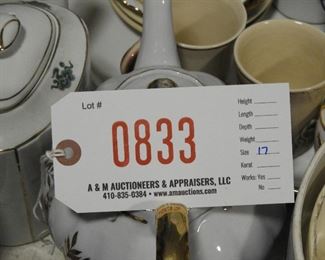 Lot #
0833
A & M AUCTIONEERS & APPRAISERS, LLC
410-835-0384 • www.amauctions.com
Height
Length
Depth
Weight
Size 17
Karat
Works: Yes
No